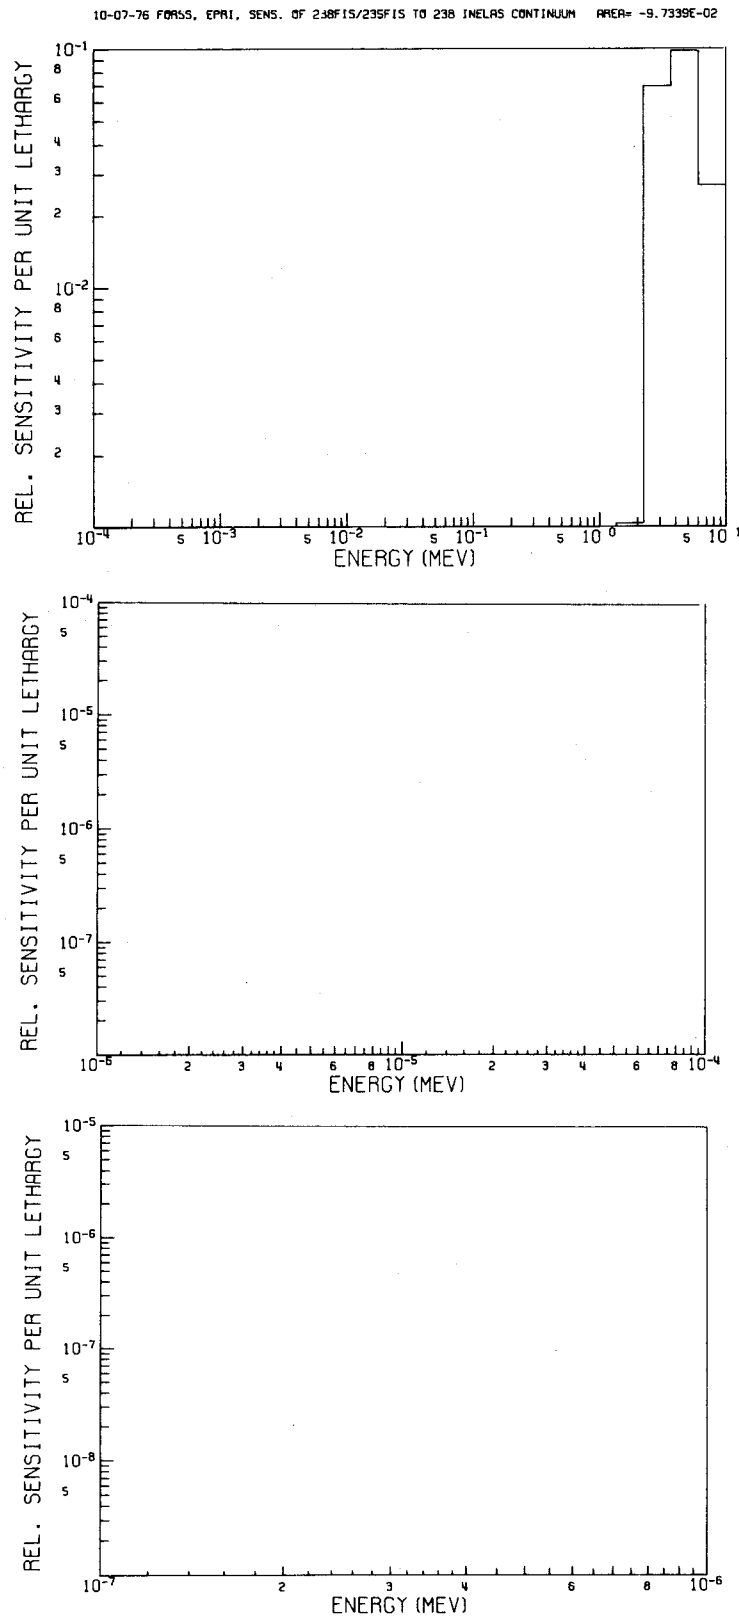 10-07-76 FORSS, EPRI, SENS. OF 238FIS/235FIS TO 238 INELAS CONTINUUM AREA= -9.7339E-02
REL. SENSITIVITY PER UNIT LETHARGY
10-1
8
6
4
3
2
10-2
8
6
4
3
2
10-4 5 10-3 5 10-2 5 10-1 5 10 0 5 10 1
ENERGY (MEV)
REL. SENSITIVITY PER UNIT LETHARGY
10-4
5
10-5
5
10-6
5
10-7
5
10-6 2 3 4 6 8 10-5 2 3 4 6 8 10-4
ENERGY (MEV)
REL. SENSITIVITY PER UNIT LETHARGY
10-5
5
10-6
5
10-7
5
10-8
5
10-7 2 3 4 6 8 10-6
ENERGY (MEV)